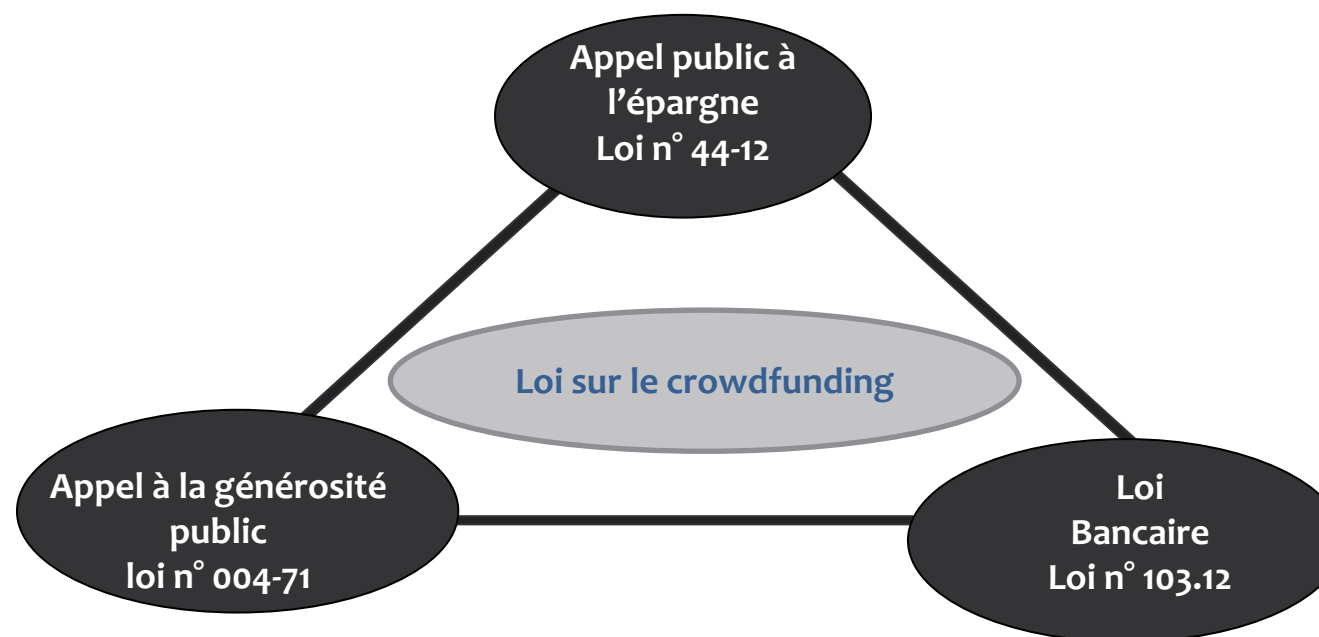 Appel public à
l’épargne
Loi n° 44-12
Loi sur le crowdfunding
Appel à la générosité
public
loi n° 004-71
Loi
Bancaire
Loi n° 103.12